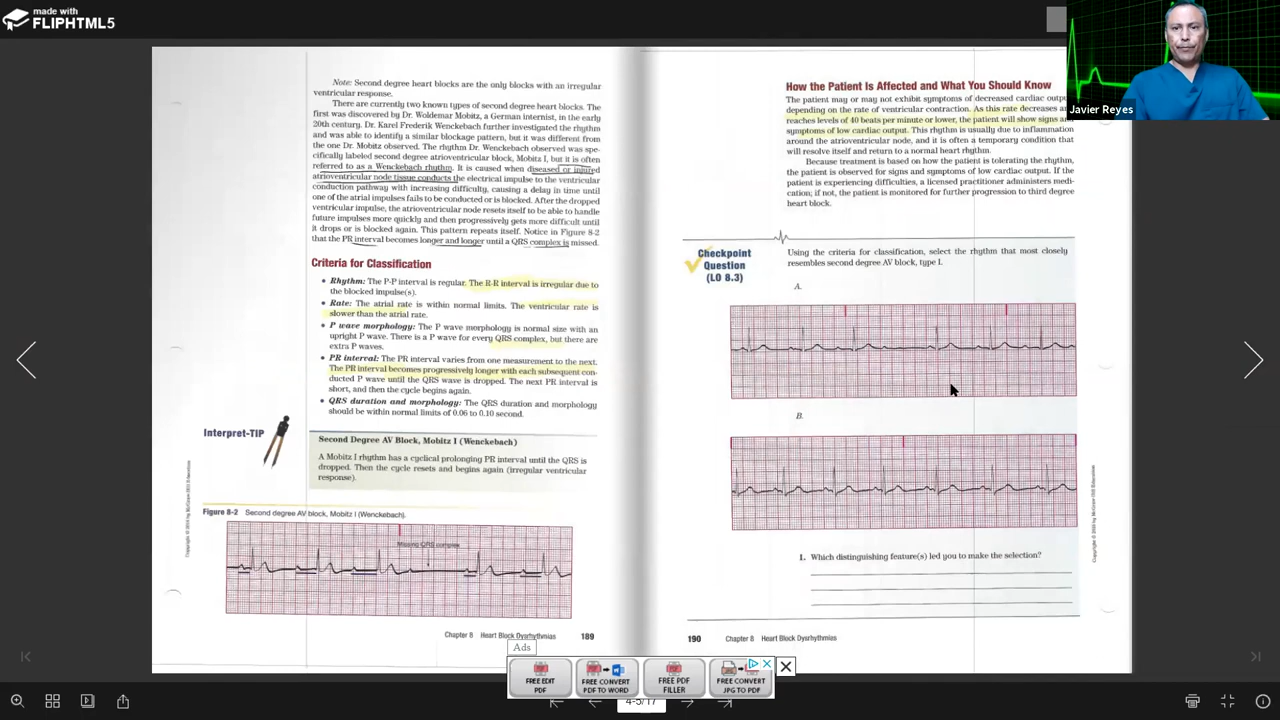 made with
FLIPHTML5
Javier Reyes
Note: Second degree heart blocks are the only blocks with an irregular
ventricular response.
There are currently two known types of second degree heart blocks. The
first was discovered by Dr. Woldemar Mobitz, a German internist, in the early
20th century. Dr. Karel Frederik Wenckebach further investigated the rhythm
and was able to identify a similar blockage pattern, but it was different from
the one Dr. Mobitz observed. The rhythm Dr. Wenckebach observed was spe-
cifically labeled second degree atrioventricular block, Mobitz I, but it is often
referred to as a Wenckebach rhythm. It is caused when diseased or injured
atrioventricular node tissue conducts the electrical impulse to the ventricular
conduction pathway with increasing difficulty, causing a delay in time until
one of the atrial impulses fails to be conducted or is blocked. After the dropped
ventricular impulse, the atrioventricular node resets itself to be able to handle
future impulses more quickly and then progressively gets more difficult until
it drops or is blocked again. This pattern repeats itself. Notice in Figure 8-2
that the PR interval becomes longer and longer until a QRS complex is missed.
Criteria for Classification
• Rhythm: The P-P interval is regular. The R-R interval is irregular due to
the blocked impulse(s).
• Rate: The atrial rate is within normal limits. The ventricular rate is
slower than the atrial rate.
• P wave morphology: The P wave morphology is normal size with an
upright P wave. There is a P wave for every QRS complex, but there are
extra P waves.
• PR interval: The PR interval varies from one measurement to the next.
The PR interval becomes progressively longer with each subsequent con-
ducted P wave until the QRS wave is dropped. The next PR interval is
short, and then the cycle begins again.
• QRS duration and morphology: The QRS duration and morphology
should be within normal limits of 0.06 to 0.10 second.
Interpret-TIP
Second Degree AV Block, Mobitz I (Wenckebach)
A Mobitz I rhythm has a cyclical prolonging PR interval until the QRS is
dropped. Then the cycle resets and begins again (irregular ventricular
response).
Figure 8-2 Second degree AV block, Mobitz I (Wenckebach).
Missing QRS complex
Chapter 8 Heart Block Dysrhythmias 189
How the Patient Is Affected and What You Should Know
The patient may or may not exhibit symptoms of decreased cardiac outpu
depending on the rate of ventricular contraction. As this rate decreases an
reaches levels of 40 beats per minute or lower, the patient will show signs an
symptoms of low cardiac output. This rhythm is usually due to inflammation
around the atrioventricular node, and it is often a temporary condition that
will resolve itself and return to a normal heart rhythm.
Because treatment is based on how the patient is tolerating the rhythm,
the patient is observed for signs and symptoms of low cardiac output. If the
patient is experiencing difficulties, a licensed practitioner administers medi-
cation; if not, the patient is monitored for further progression to third degree
heart block.
Checkpoint
Question
(LO 8.3)
Using the criteria for classification, select the rhythm that most closely
resembles second degree AV block, type I.
A.
B.
1. Which distinguishing feature(s) led you to make the selection?
190 Chapter 8 Heart Block Dysrhythmias
Ads
FREE EDIT
PDF
FREE CONVERT
PDF TO WORD
FREE PDF
FILLER
FREE CONVERT
JPG TO PDF
4-5/17